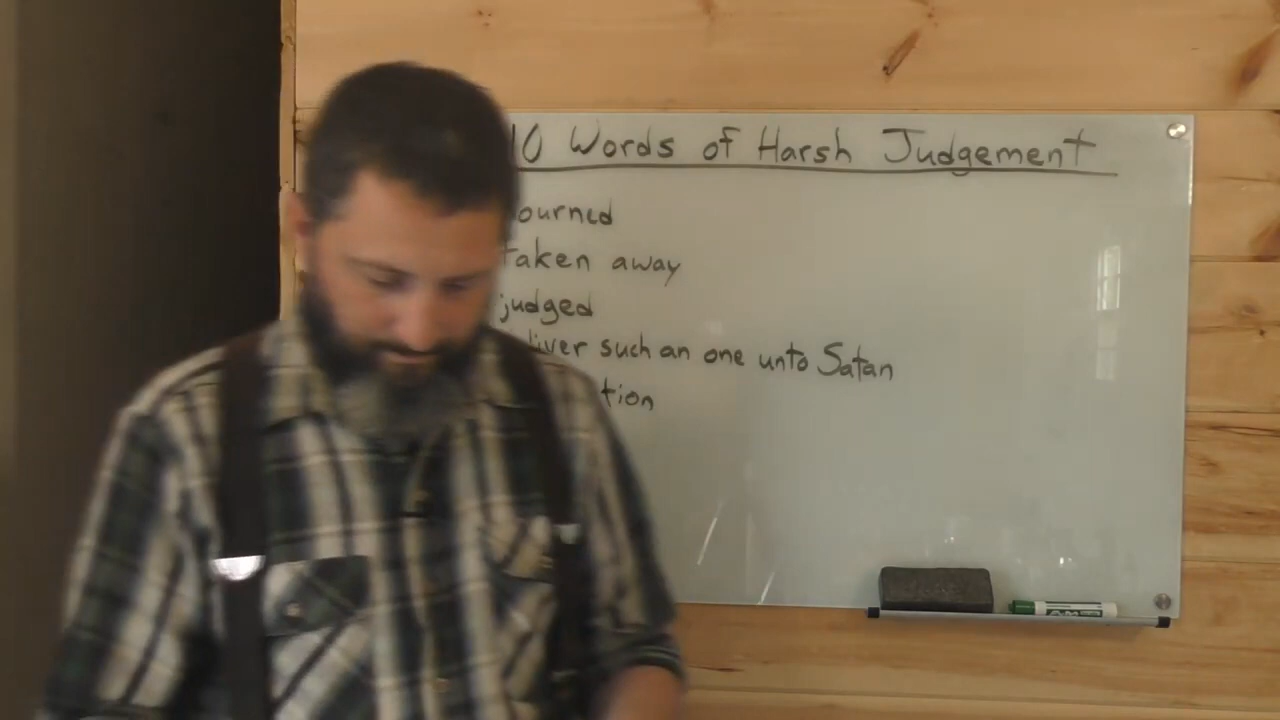 10 Words of Harsh Judgement
ourned
taken away
judged
liver such an one unto Satan
tion